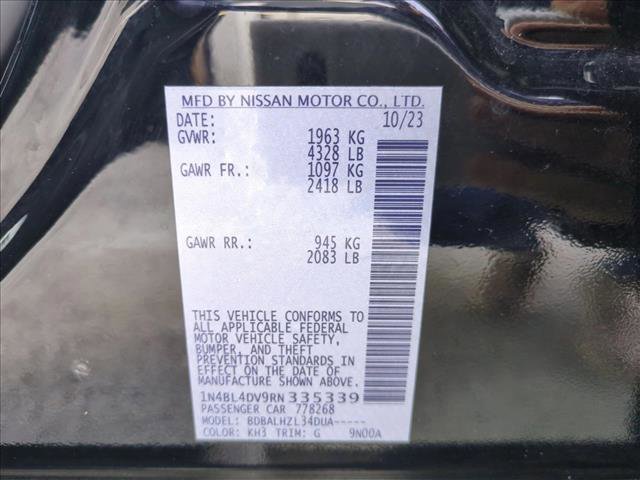 MFD BY NISSAN MOTOR CO., LTD.
DATE: 10/23
GVWR: 1963 KG
4328 LB
GAWR FR.: 1097 KG
2418 LB
GAWR RR.: 945 KG
2083 LB
THIS VEHICLE CONFORMS TO
ALL APPLICABLE FEDERAL
MOTOR VEHICLE SAFETY,
BUMPER, AND THEFT
PREVENTION STANDARDS IN
EFFECT ON THE DATE OF
MANUFACTURE SHOWN ABOVE.
1N4BL4DV9RN335339
PASSENGER CAR 778268
MODEL: BDBALHZL34DUA-----
COLOR: KH3 TRIM: G 9N00A